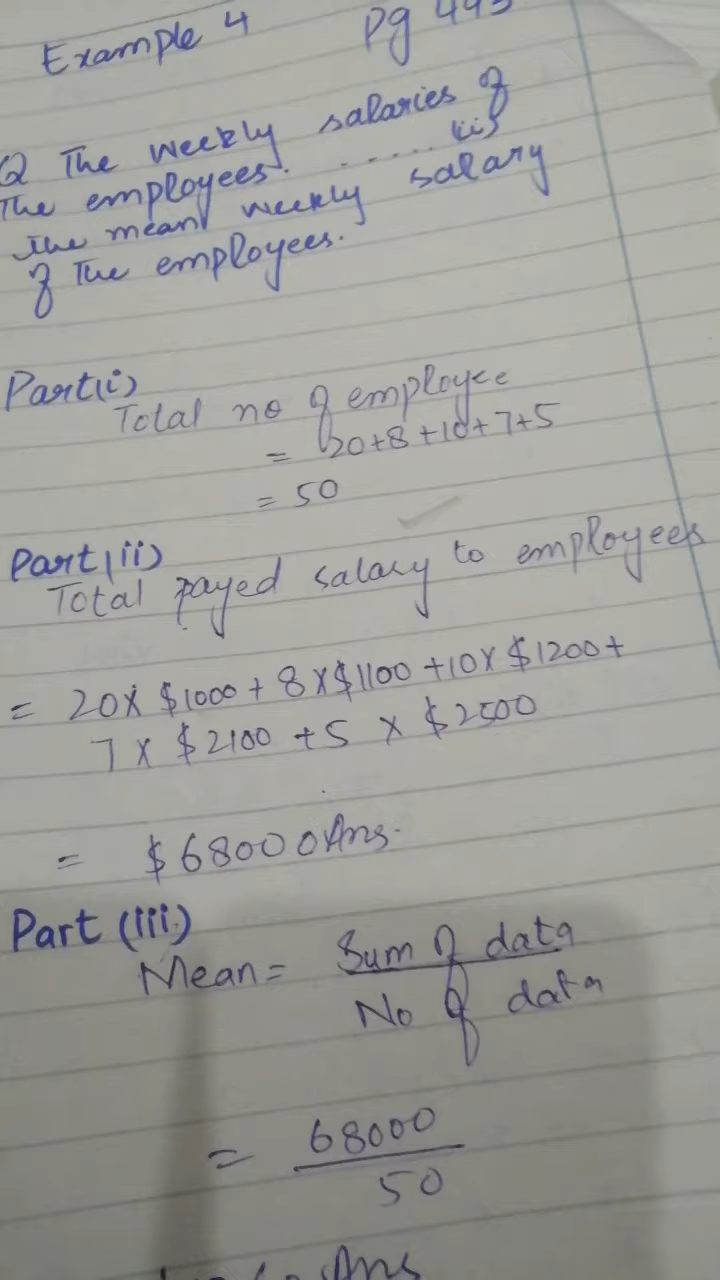 Example 4 Pg 443
Q The weekly salaries of
The employees. ...... (iii)
The mean weekly salary
of The employees.
Part(i)
Total no of employee
= 20+8+10+7+5
= 50
Part(ii)
Total payed salary to employees
= 20x $1000 + 8 x $1100 +10x $1200+
7 x $2100 +5 x $2500
= $68000 Ans.
Part (iii)
Mean = Sum of data
No of data
= 68000
50
Ans